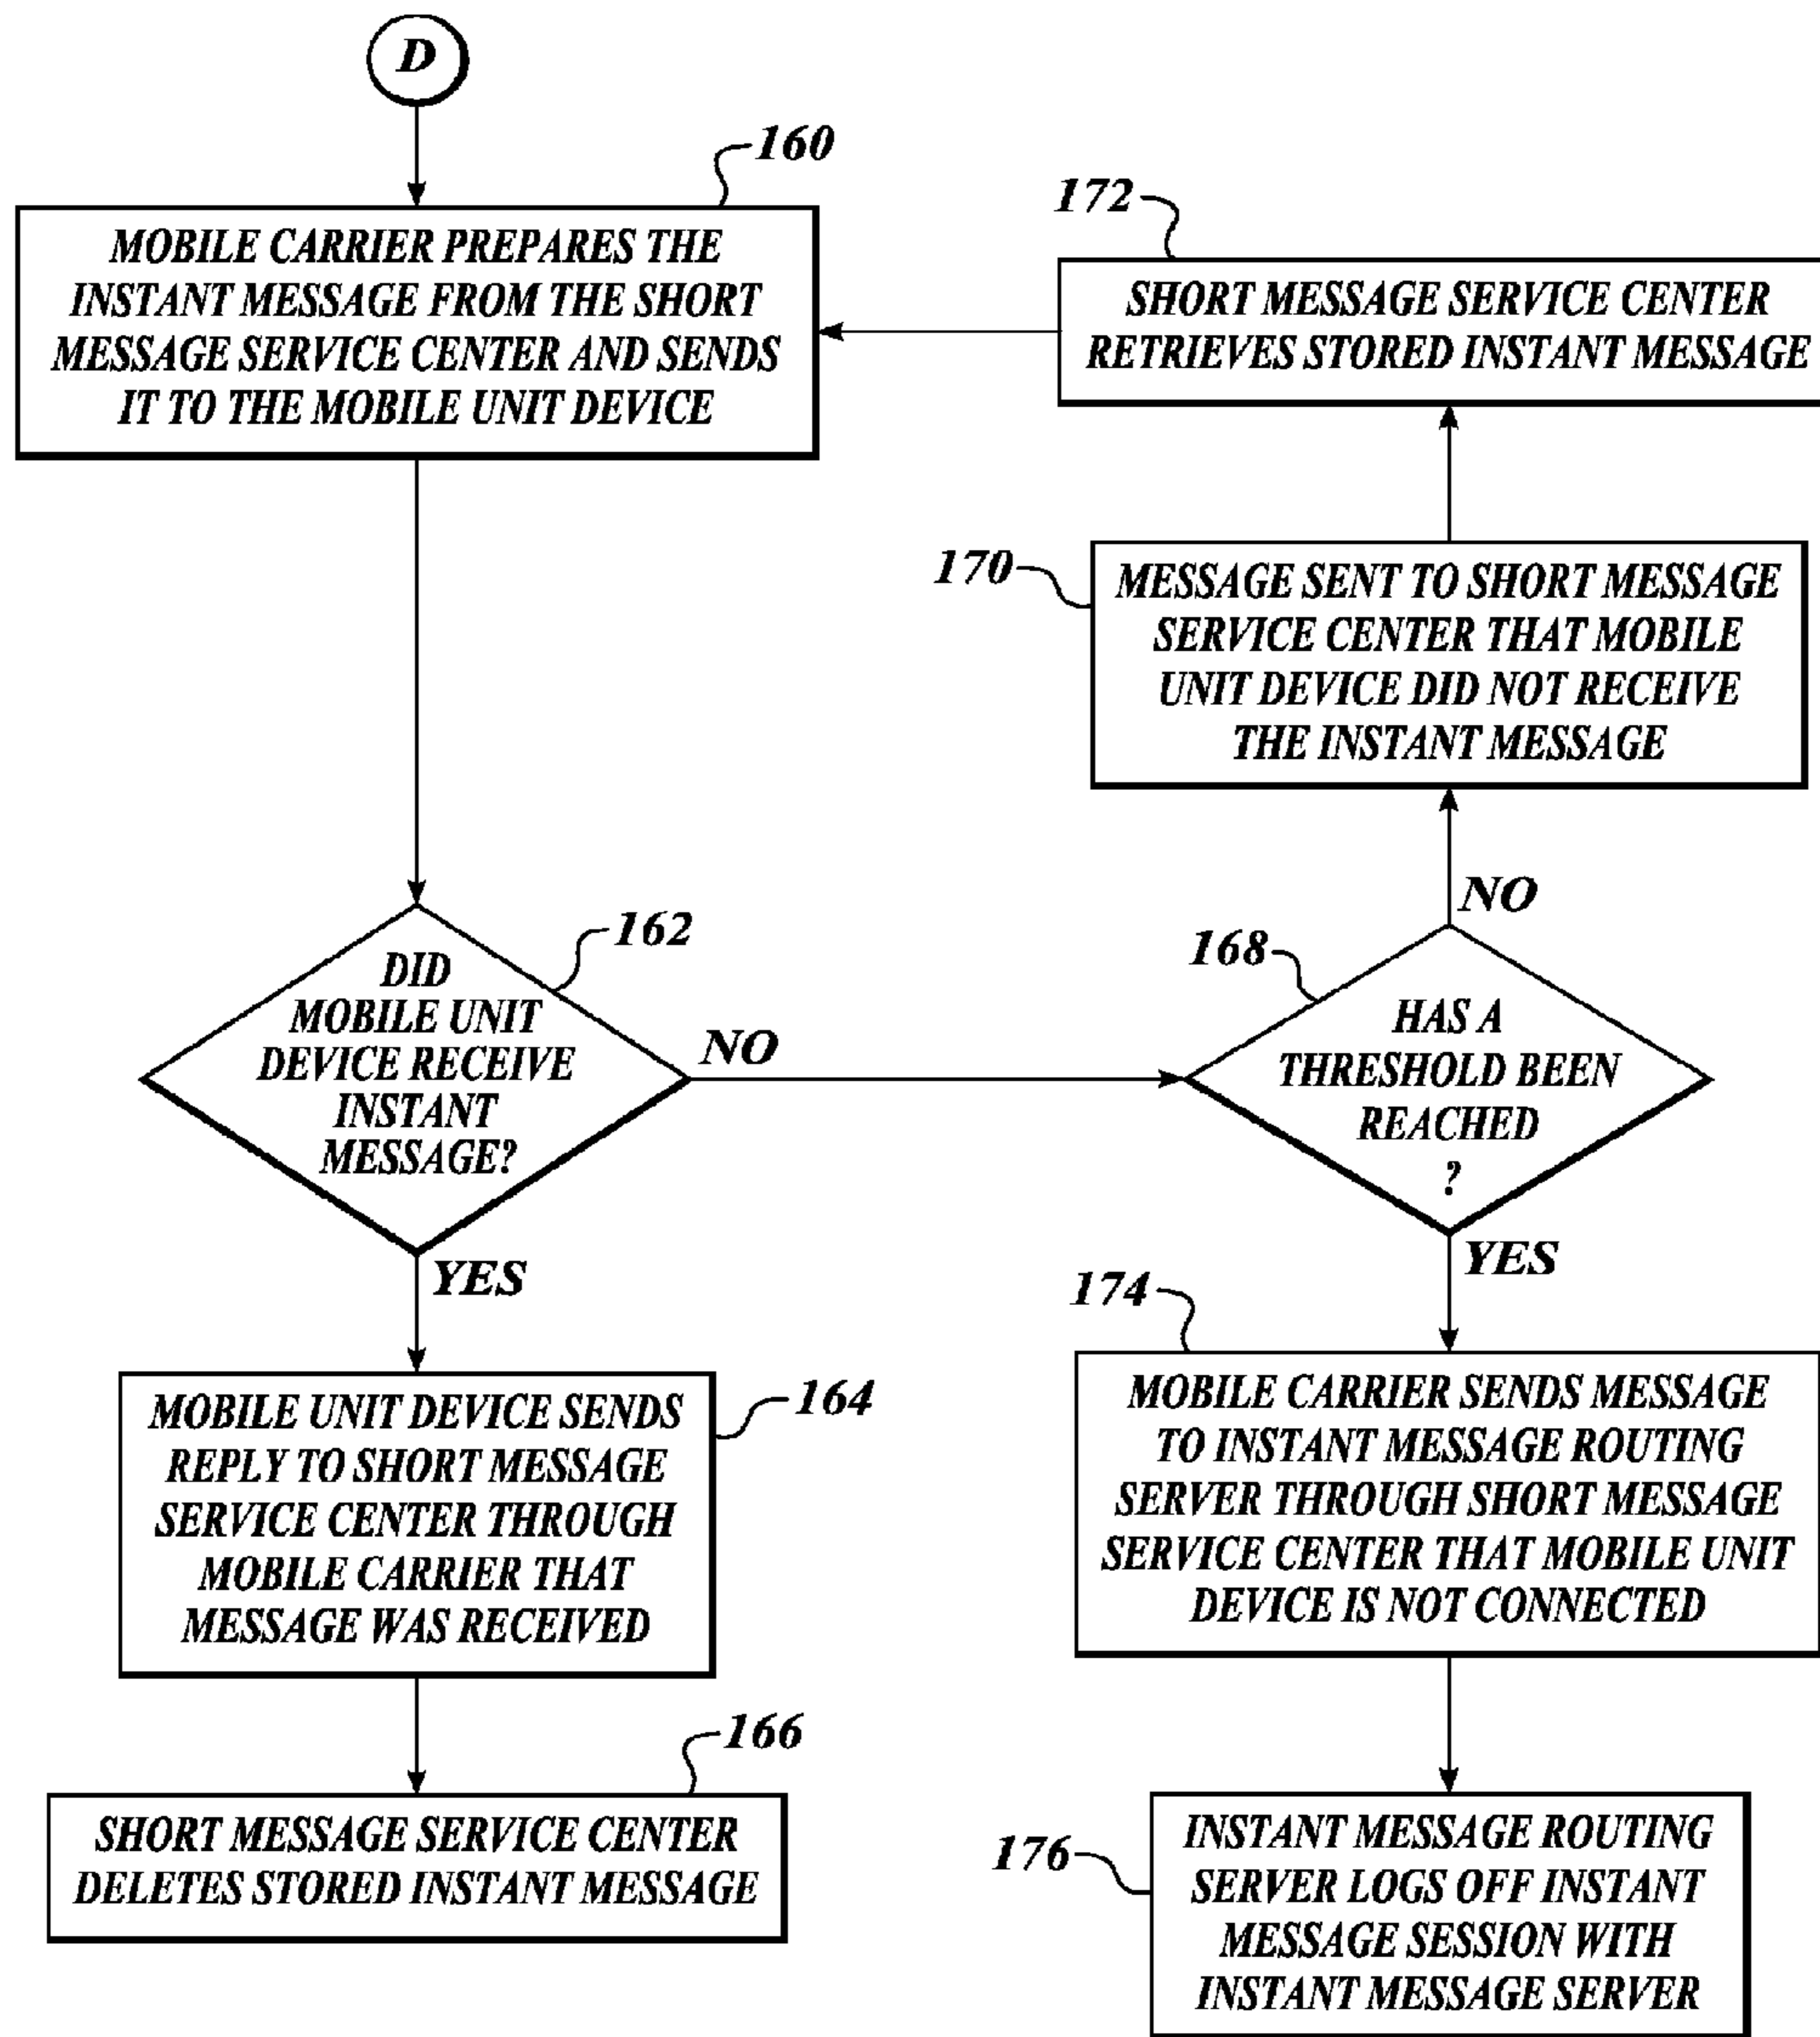 D
160
MOBILE CARRIER PREPARES THE
INSTANT MESSAGE FROM THE SHORT
MESSAGE SERVICE CENTER AND SENDS
IT TO THE MOBILE UNIT DEVICE
172
SHORT MESSAGE SERVICE CENTER
RETRIEVES STORED INSTANT MESSAGE
170
MESSAGE SENT TO SHORT MESSAGE
SERVICE CENTER THAT MOBILE
UNIT DEVICE DID NOT RECEIVE
THE INSTANT MESSAGE
162
DID
MOBILE UNIT
DEVICE RECEIVE
INSTANT
MESSAGE?
NO
YES
168
NO
HAS A
THRESHOLD BEEN
REACHED
?
YES
164
MOBILE UNIT DEVICE SENDS
REPLY TO SHORT MESSAGE
SERVICE CENTER THROUGH
MOBILE CARRIER THAT
MESSAGE WAS RECEIVED
174
MOBILE CARRIER SENDS MESSAGE
TO INSTANT MESSAGE ROUTING
SERVER THROUGH SHORT MESSAGE
SERVICE CENTER THAT MOBILE UNIT
DEVICE IS NOT CONNECTED
166
SHORT MESSAGE SERVICE CENTER
DELETES STORED INSTANT MESSAGE
176
INSTANT MESSAGE ROUTING
SERVER LOGS OFF INSTANT
MESSAGE SESSION WITH
INSTANT MESSAGE SERVER